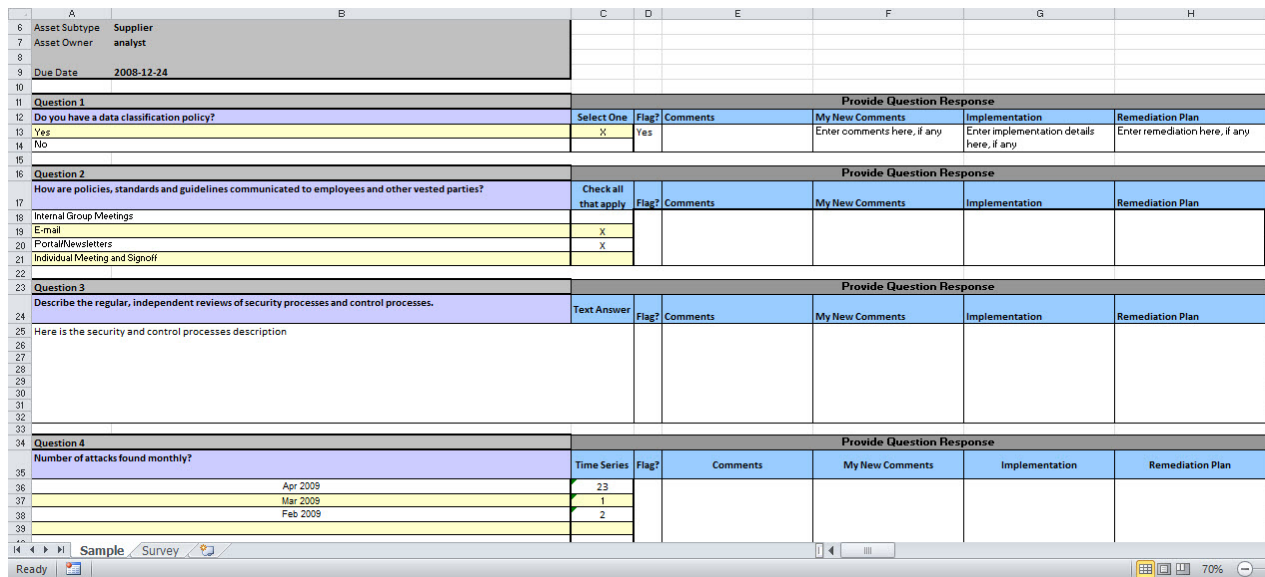 A B C D E F G H
6 Asset Subtype Supplier
7 Asset Owner analyst
8
9 Due Date 2008-12-24
10
11 Question 1 Provide Question Response
12 Do you have a data classification policy? Select One Flag? Comments My New Comments Implementation Remediation Plan
13 Yes X Yes Enter comments here, if any Enter implementation details Enter remediation here, if any
14 No here, if any
15
16 Question 2 Provide Question Response
How are policies, standards and guidelines communicated to employees and other vested parties? Check all
17 that apply Flag? Comments My New Comments Implementation Remediation Plan
18 Internal Group Meetings
19 E-mail X
20 Portal/Newsletters X
21 Individual Meeting and Signoff
22
23 Question 3 Provide Question Response
Describe the regular, independent reviews of security processes and control processes.
24 Text Answer Flag? Comments My New Comments Implementation Remediation Plan
25 Here is the security and control processes description
26
27
28
29
30
31
32
33
34 Question 4 Provide Question Response
Number of attacks found monthly?
35 Time Series Flag? Comments My New Comments Implementation Remediation Plan
36 Apr 2009 23
37 Mar 2009 1
38 Feb 2009 2
39
Sample Survey
Ready 70%